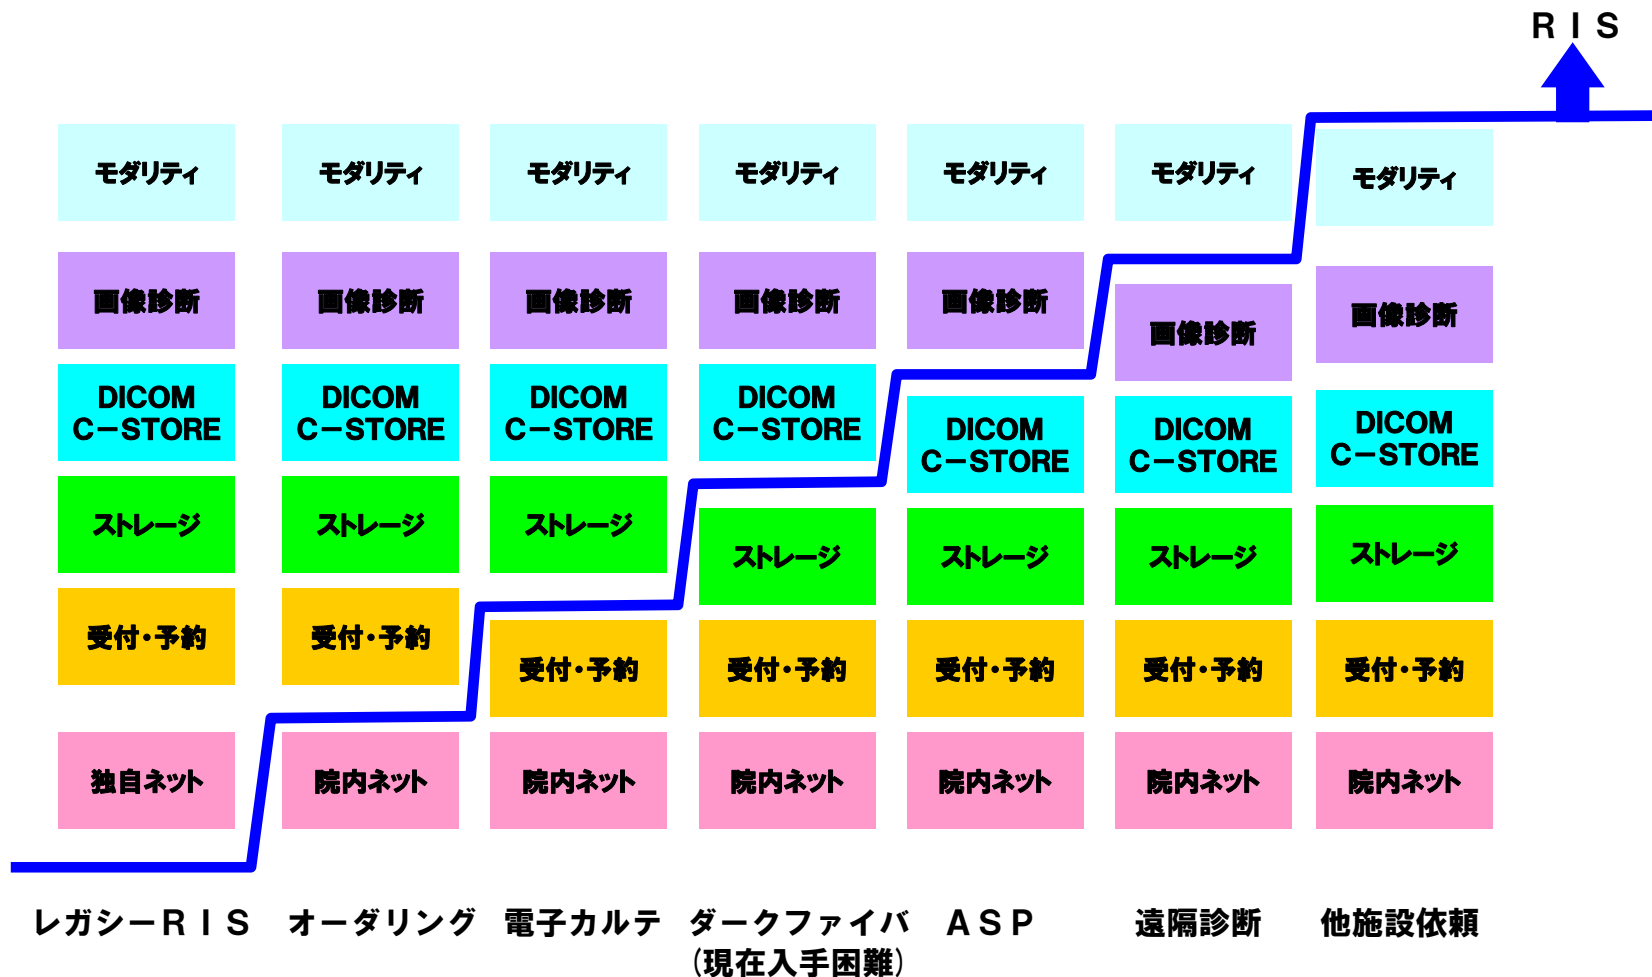 ＲＩＳ
モダリティ
モダリティ
モダリティ
モダリティ
モダリティ
モダリティ
モダリティ
画像診断
画像診断
画像診断
画像診断
画像診断
画像診断
画像診断
DICOM
C－STORE
DICOM
C－STORE
DICOM
C－STORE
DICOM
C－STORE
DICOM
C－STORE
DICOM
C－STORE
DICOM
C－STORE
ストレージ
ストレージ
ストレージ
ストレージ
ストレージ
ストレージ
ストレージ
受付・予約
受付・予約
受付・予約
受付・予約
受付・予約
受付・予約
受付・予約
独自ネット
院内ネット
院内ネット
院内ネット
院内ネット
院内ネット
院内ネット
レガシーＲＩＳ
オーダリング
電子カルテ
ダークファイバ
(現在入手困難)
ＡＳＰ
遠隔診断
他施設依頼